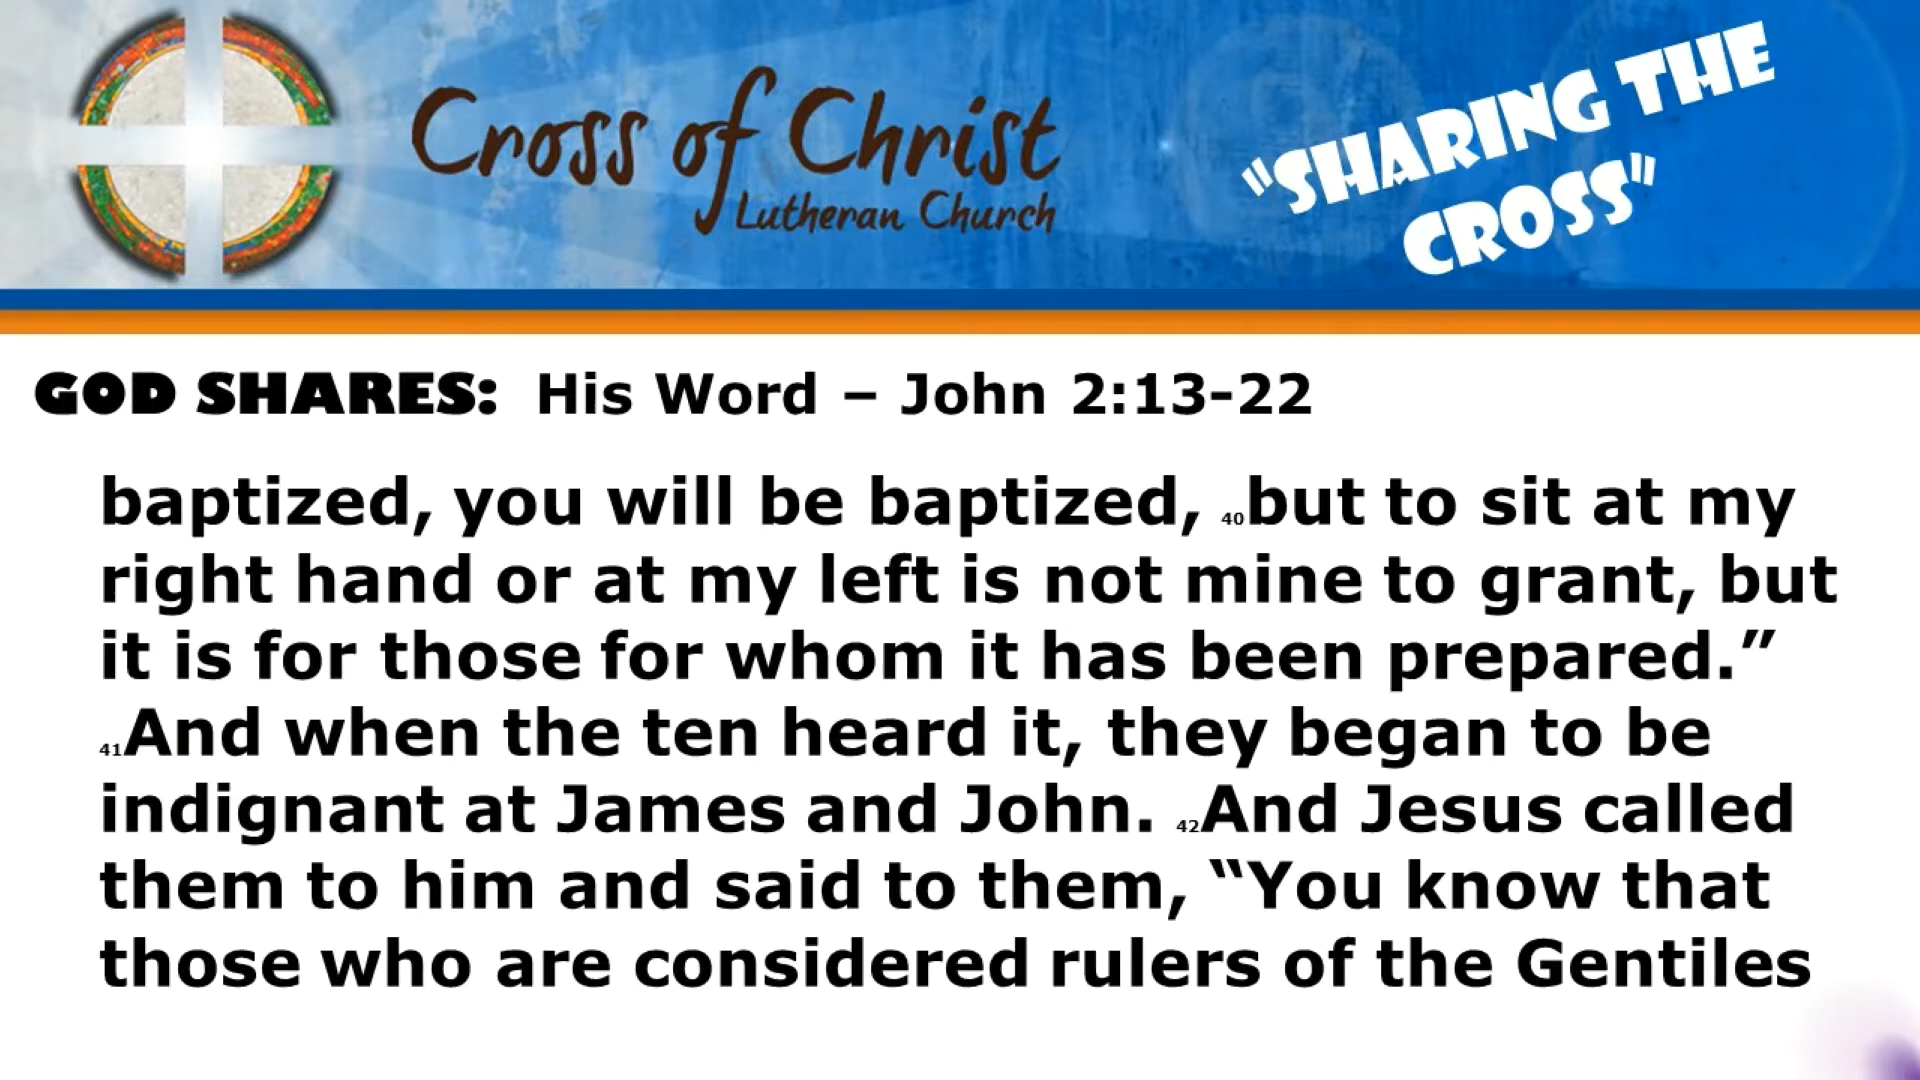 Cross of Christ
Lutheran Church
"SHARING THE
CROSS"
GOD SHARES: His Word – John 2:13-22
baptized, you will be baptized, 40but to sit at my
right hand or at my left is not mine to grant, but
it is for those for whom it has been prepared.”
41And when the ten heard it, they began to be
indignant at James and John. 42And Jesus called
them to him and said to them, “You know that
those who are considered rulers of the Gentiles